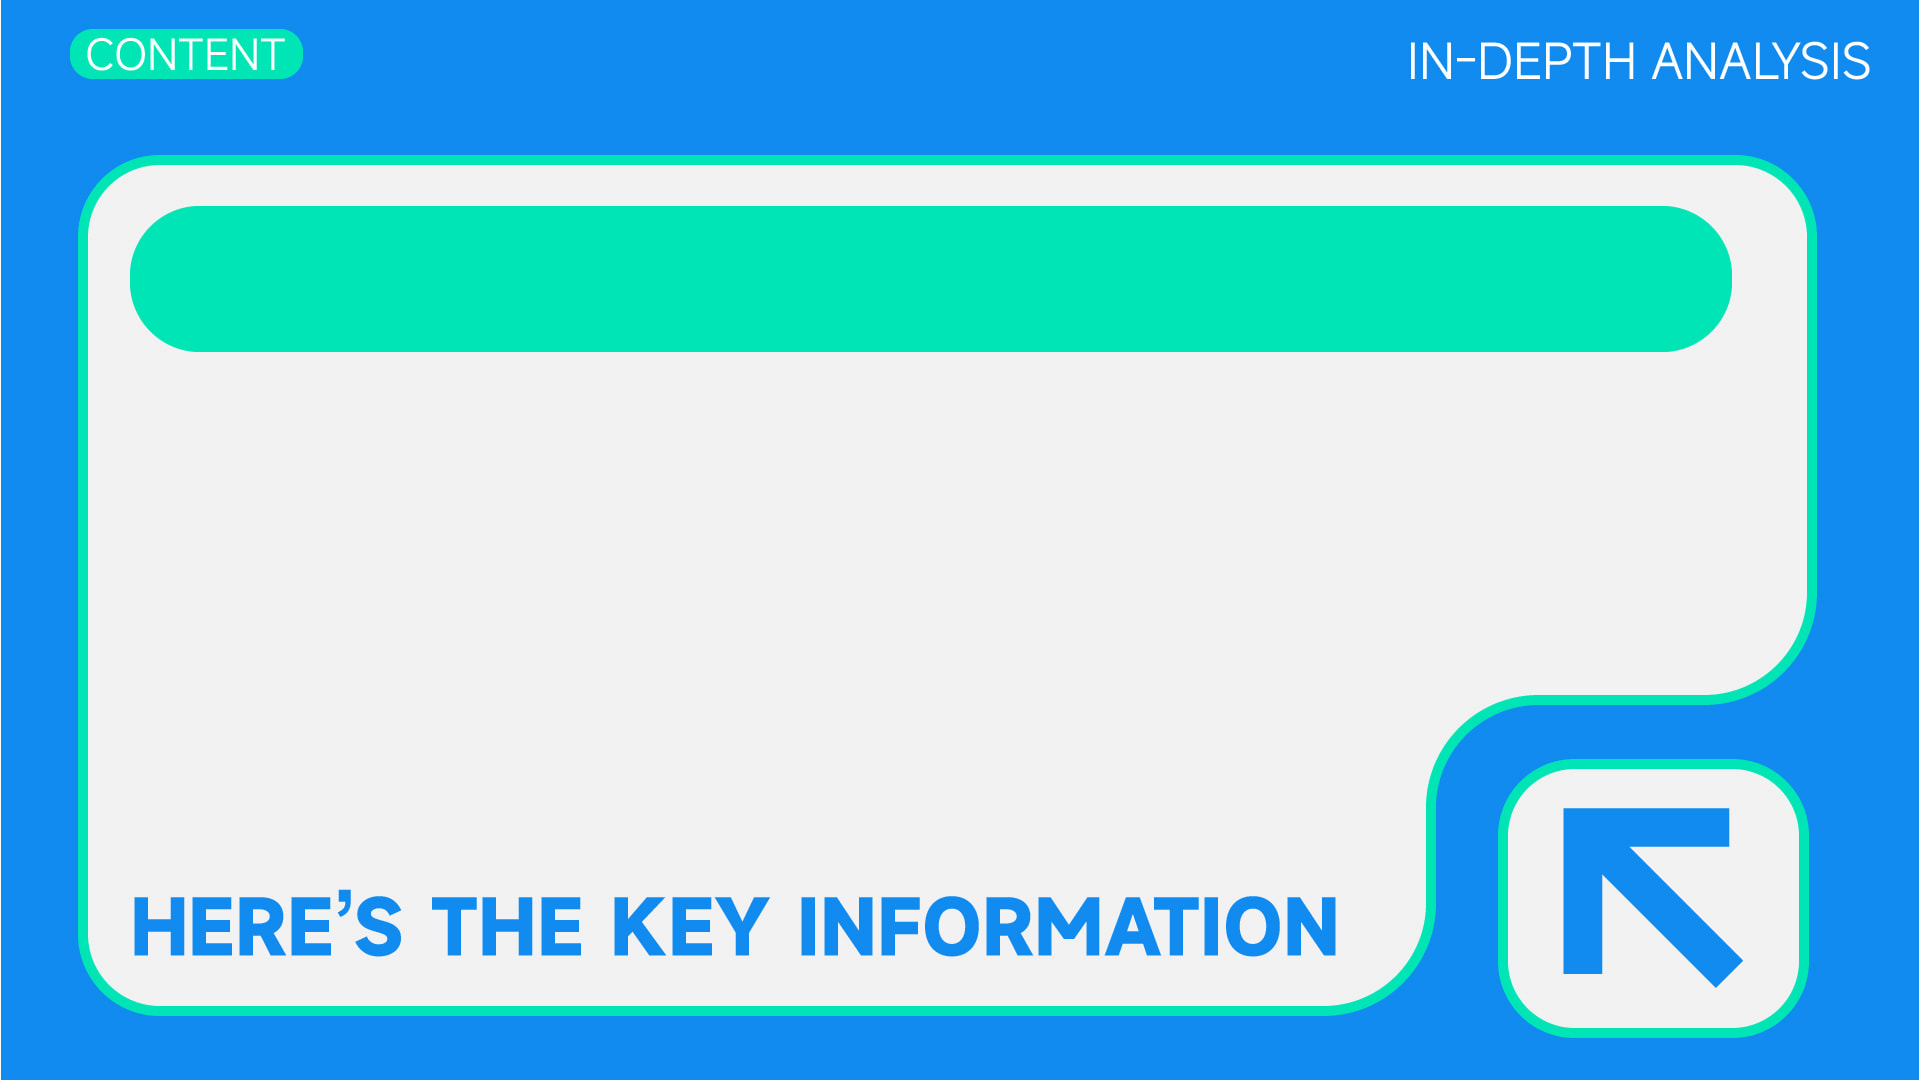 CONTENT
IN-DEPTH ANALYSIS
HERE’S THE KEY INFORMATION